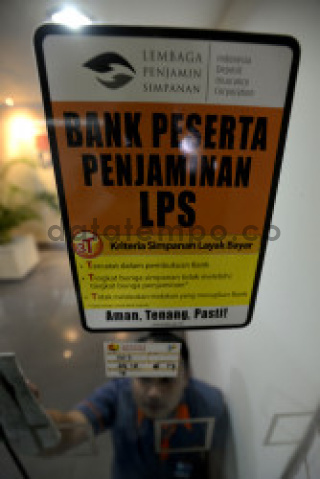 LEMBAGA
PENJAMIN
SIMPANAN
Indonesia
Deposit
Insurance
Corporation
BANK PESERTA
PENJAMINAN
LPS
datatempo.co
3T
Kriteria Simpanan Layak Bayar
• Tercatat dalam pembukuan Bank
• Tingkat bunga simpanan tidak melebihi
tingkat bunga penjaminan*
• Tidak melakukan tindakan yang merugikan Bank
Aman, Tenang, Pasti!